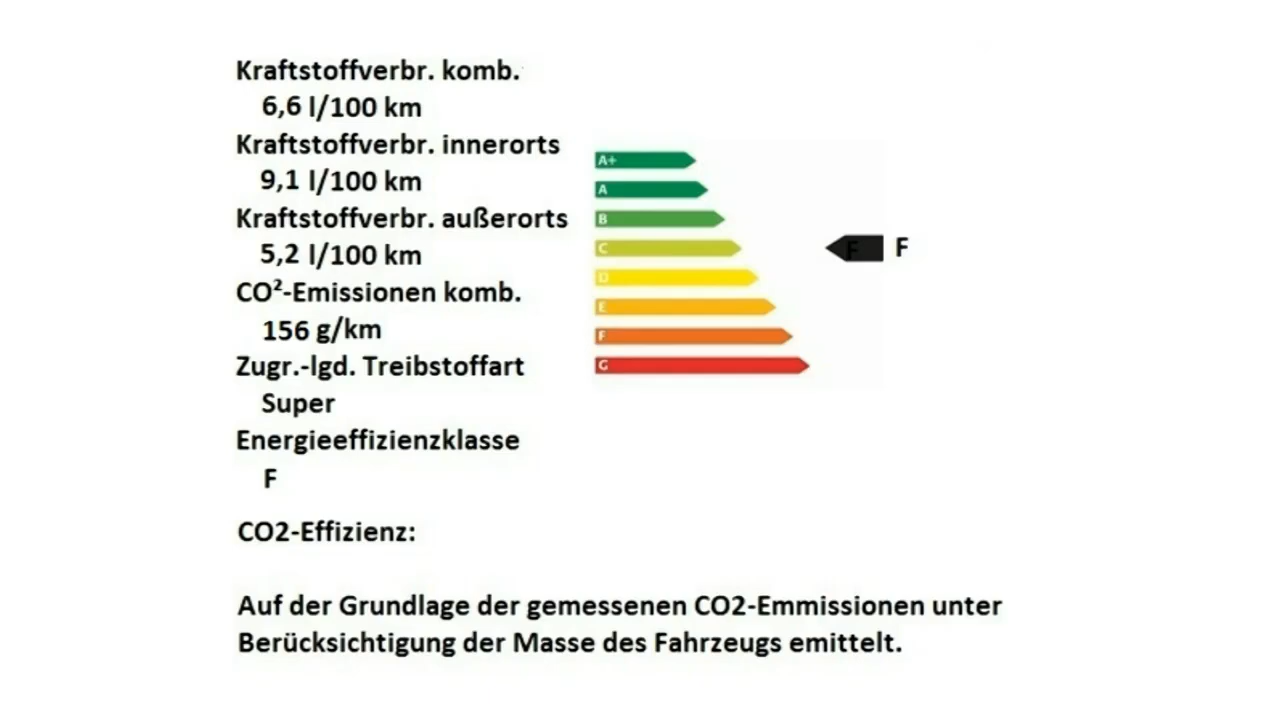 Kraftstoffverbr. komb.
6,6 l/100 km
Kraftstoffverbr. innerorts
9,1 l/100 km
Kraftstoffverbr. außerorts
5,2 l/100 km
CO²-Emissionen komb.
156 g/km
Zugr.-lgd. Treibstoffart
Super
Energieeffizienzklasse
F
A+
A
B
C
D
E
F
G
F F
CO2-Effizienz:
Auf der Grundlage der gemessenen CO2-Emmissionen unter
Berücksichtigung der Masse des Fahrzeugs emittelt.